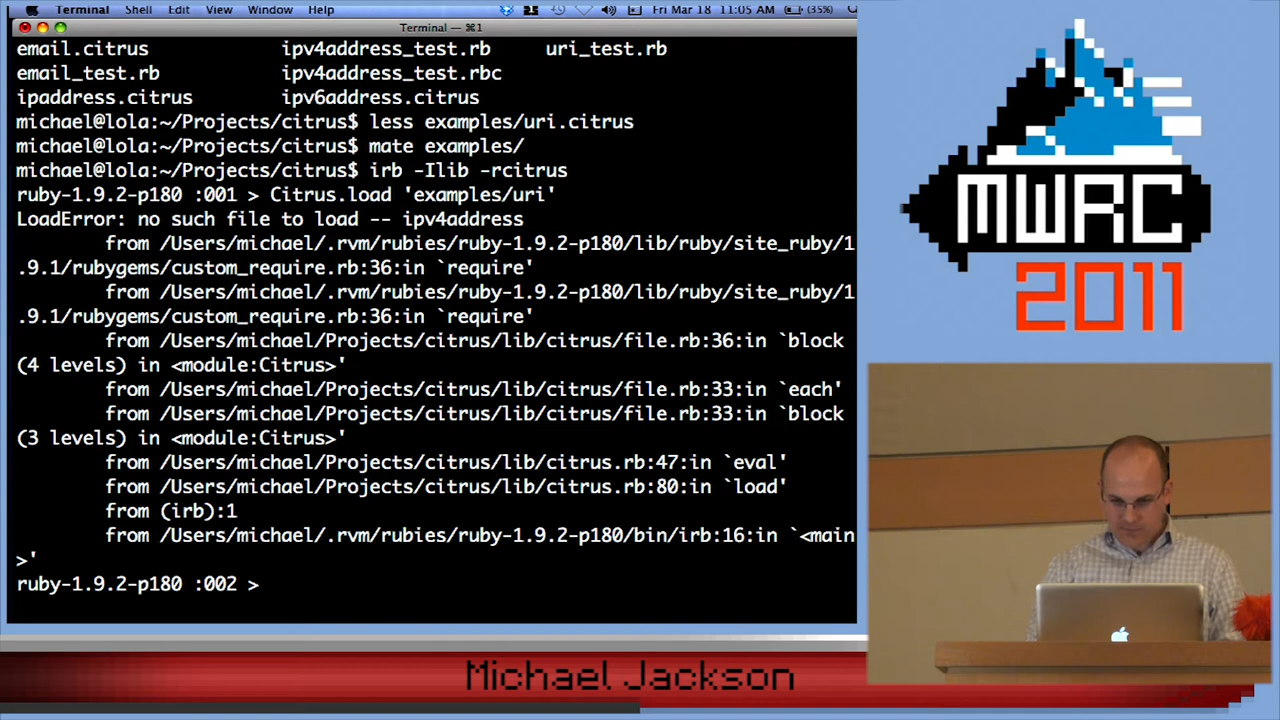 Terminal Shell Edit View Window Help Fri Mar 18 11:05 AM (35%)
Terminal — ⌘1
email.citrus ipv4address_test.rb uri_test.rb
email_test.rb ipv4address_test.rbc
ipaddress.citrus ipv6address.citrus
michael@lola:~/Projects/citrus$ less examples/uri.citrus
michael@lola:~/Projects/citrus$ mate examples/
michael@lola:~/Projects/citrus$ irb -Ilib -rcitrus
ruby-1.9.2-p180 :001 > Citrus.load 'examples/uri'
LoadError: no such file to load -- ipv4address
from /Users/michael/.rvm/rubies/ruby-1.9.2-p180/lib/ruby/site_ruby/1
.9.1/rubygems/custom_require.rb:36:in `require'
from /Users/michael/.rvm/rubies/ruby-1.9.2-p180/lib/ruby/site_ruby/1
.9.1/rubygems/custom_require.rb:36:in `require'
from /Users/michael/Projects/citrus/lib/citrus/file.rb:36:in `block
(4 levels) in <module:Citrus>'
from /Users/michael/Projects/citrus/lib/citrus/file.rb:33:in `each'
from /Users/michael/Projects/citrus/lib/citrus/file.rb:33:in `block
(3 levels) in <module:Citrus>'
from /Users/michael/Projects/citrus/lib/citrus.rb:47:in `eval'
from /Users/michael/Projects/citrus/lib/citrus.rb:80:in `load'
from (irb):1
from /Users/michael/.rvm/rubies/ruby-1.9.2-p180/bin/irb:16:in `<main
>'
ruby-1.9.2-p180 :002 >
MWRC
2011
Michael Jackson